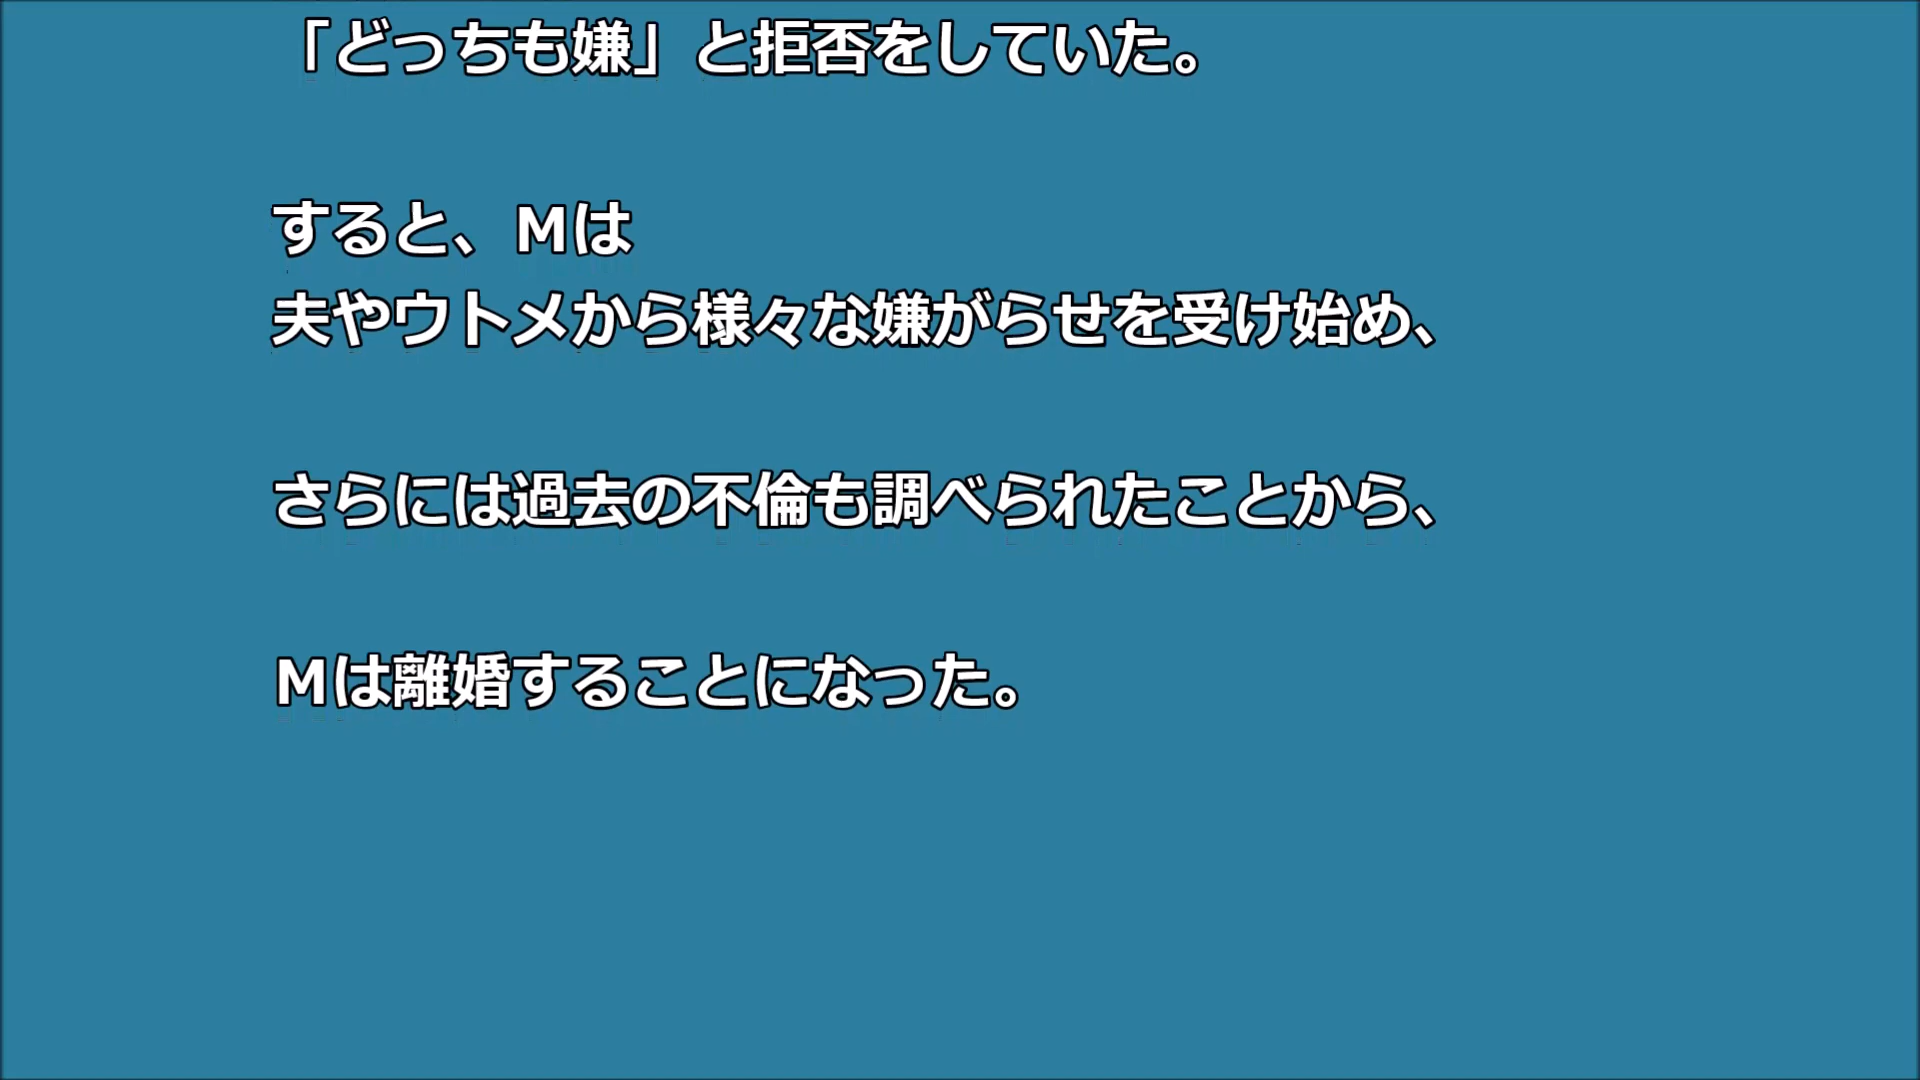 「どっちも嫌」と拒否をしていた。
すると、Ｍは
夫やウトメから様々な嫌がらせを受け始め、
さらには過去の不倫も調べられたことから、
Ｍは離婚することになった。